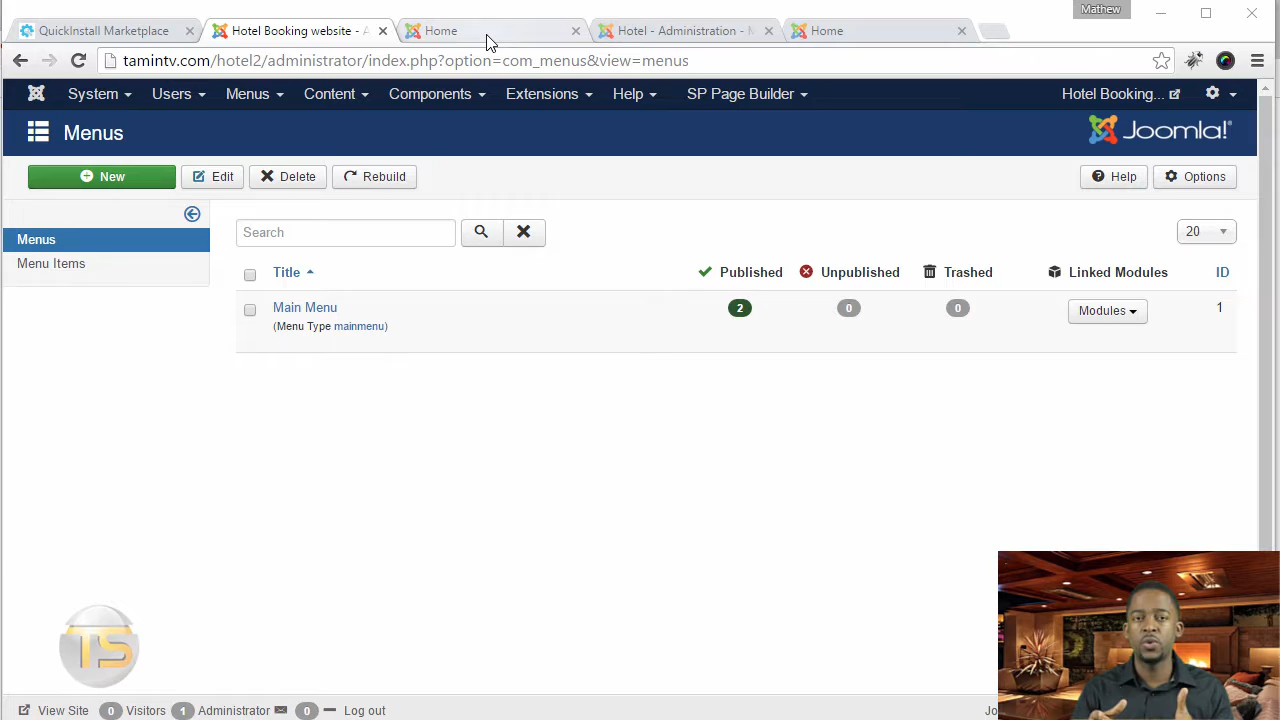 Mathew
QuickInstall Marketplace
Hotel Booking website - A
Home
Hotel - Administration - M
Home
tamintv.com/hotel2/administrator/index.php?option=com_menus&view=menus
System Users Menus Content Components Extensions Help SP Page Builder Hotel Booking...
Menus
Joomla!
New Edit Delete Rebuild Help Options
Menus
Menu Items
Search
20
Title Published Unpublished Trashed Linked Modules ID
Main Menu 2 0 0 Modules 1
(Menu Type mainmenu)
TS
View Site 0 Visitors 1 Administrator 0 Log out Jo